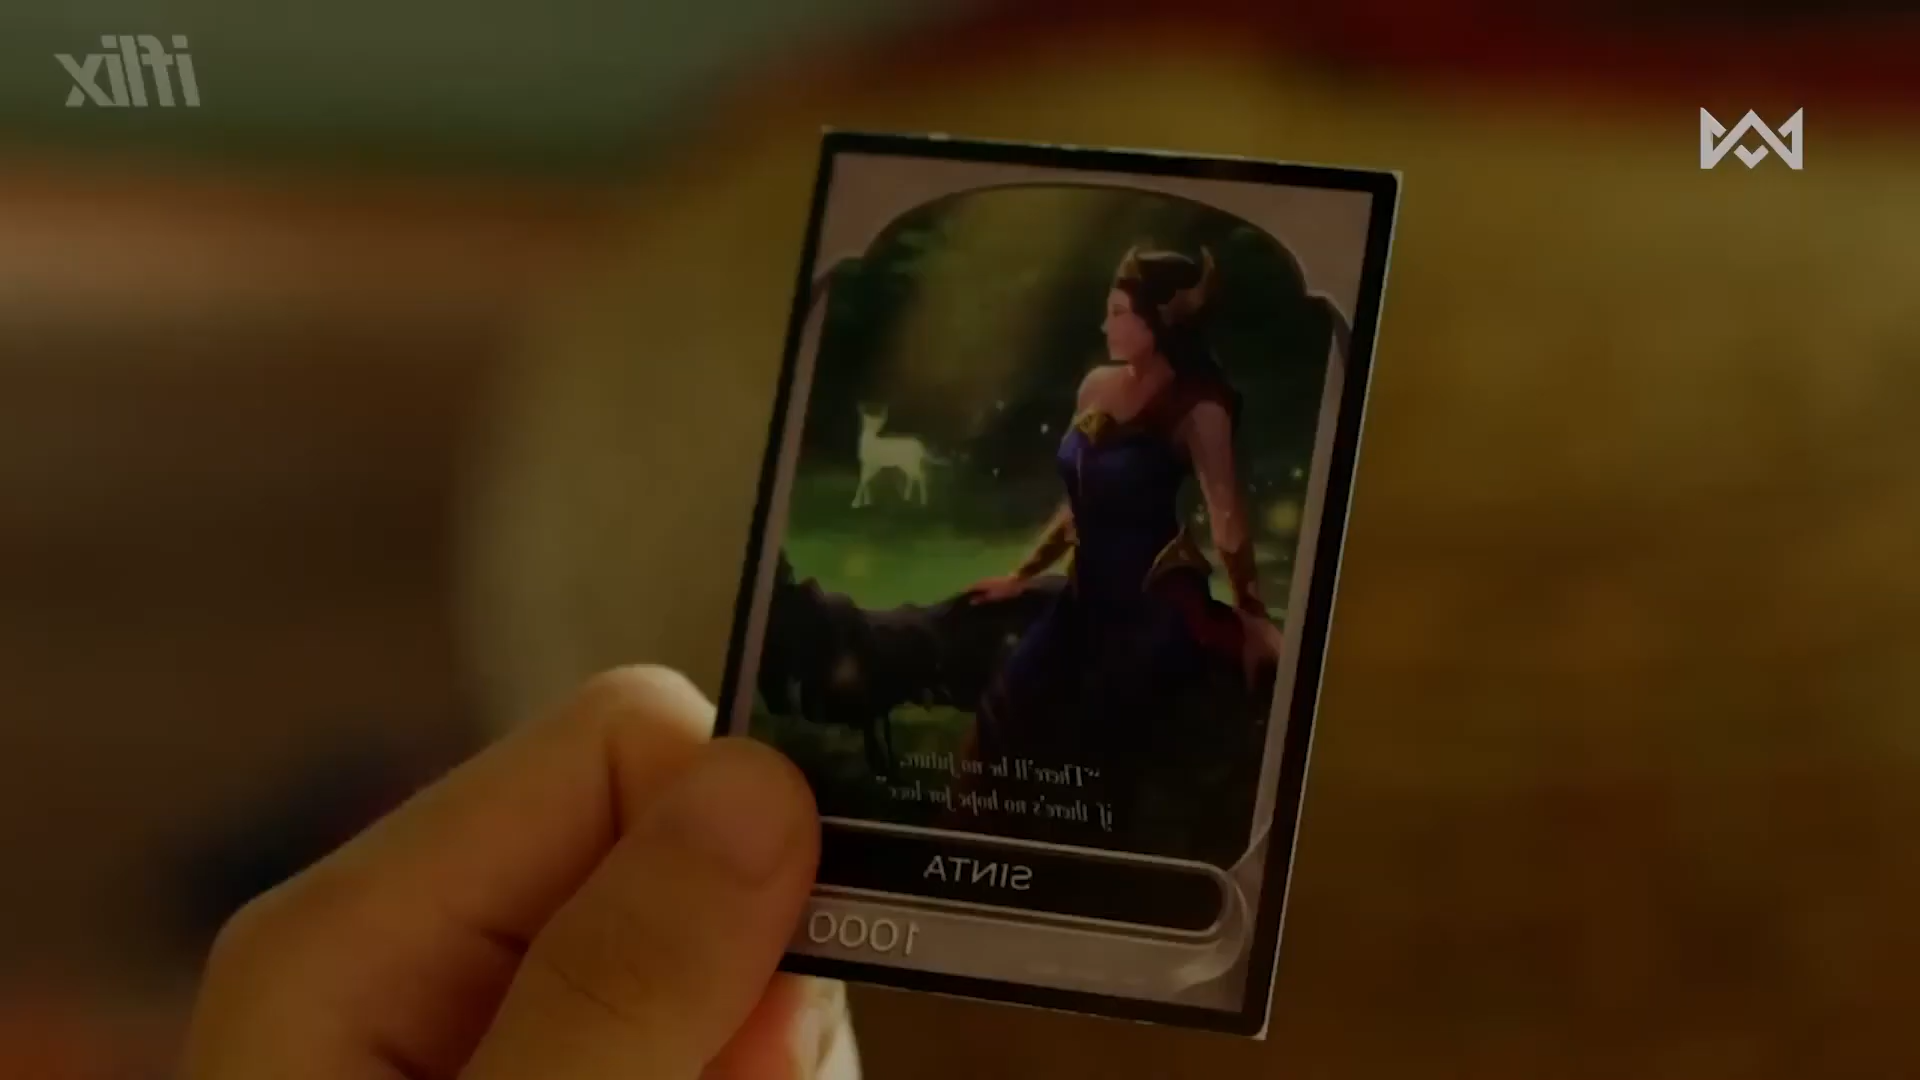 iflix
"There'll be no future,
if there's no hope for love"
SINTA
1000